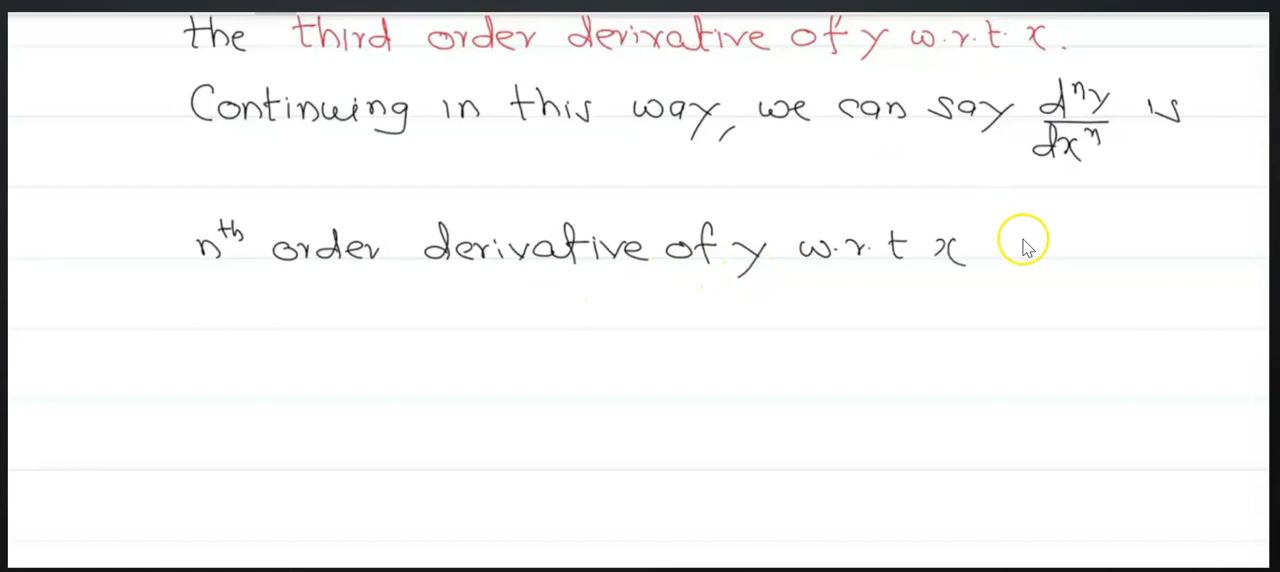 the third order derivative of y w.r.t. x.
Continuing in this way, we can say dⁿy/dxⁿ is
nᵗʰ order derivative of y w.r.t x